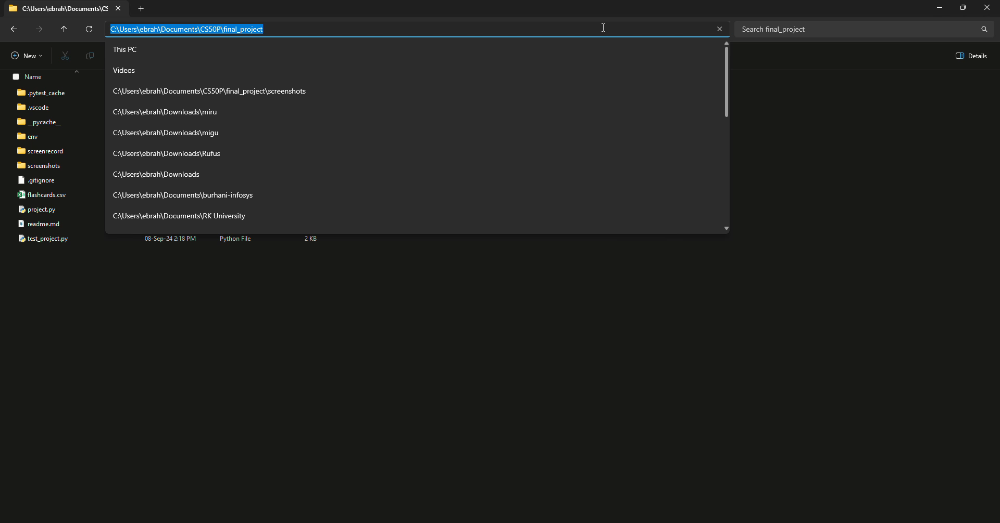 C:\Users\ebrah\Documents\CS
C:\Users\ebrah\Documents\CS50P\final_project
Search final_project
New
Details
Name
This PC
Videos
C:\Users\ebrah\Documents\CS50P\final_project\screenshots
C:\Users\ebrah\Downloads\miru
C:\Users\ebrah\Downloads\migu
C:\Users\ebrah\Downloads\Rufus
C:\Users\ebrah\Downloads
C:\Users\ebrah\Documents\burhani-infosys
C:\Users\ebrah\Documents\RK University
.pytest_cache
.vscode
__pycache__
env
screenrecord
screenshots
.gitignore
flashcards.csv
project.py
readme.md
test_project.py 08-Sep-24 2:18 PM Python File 2 KB